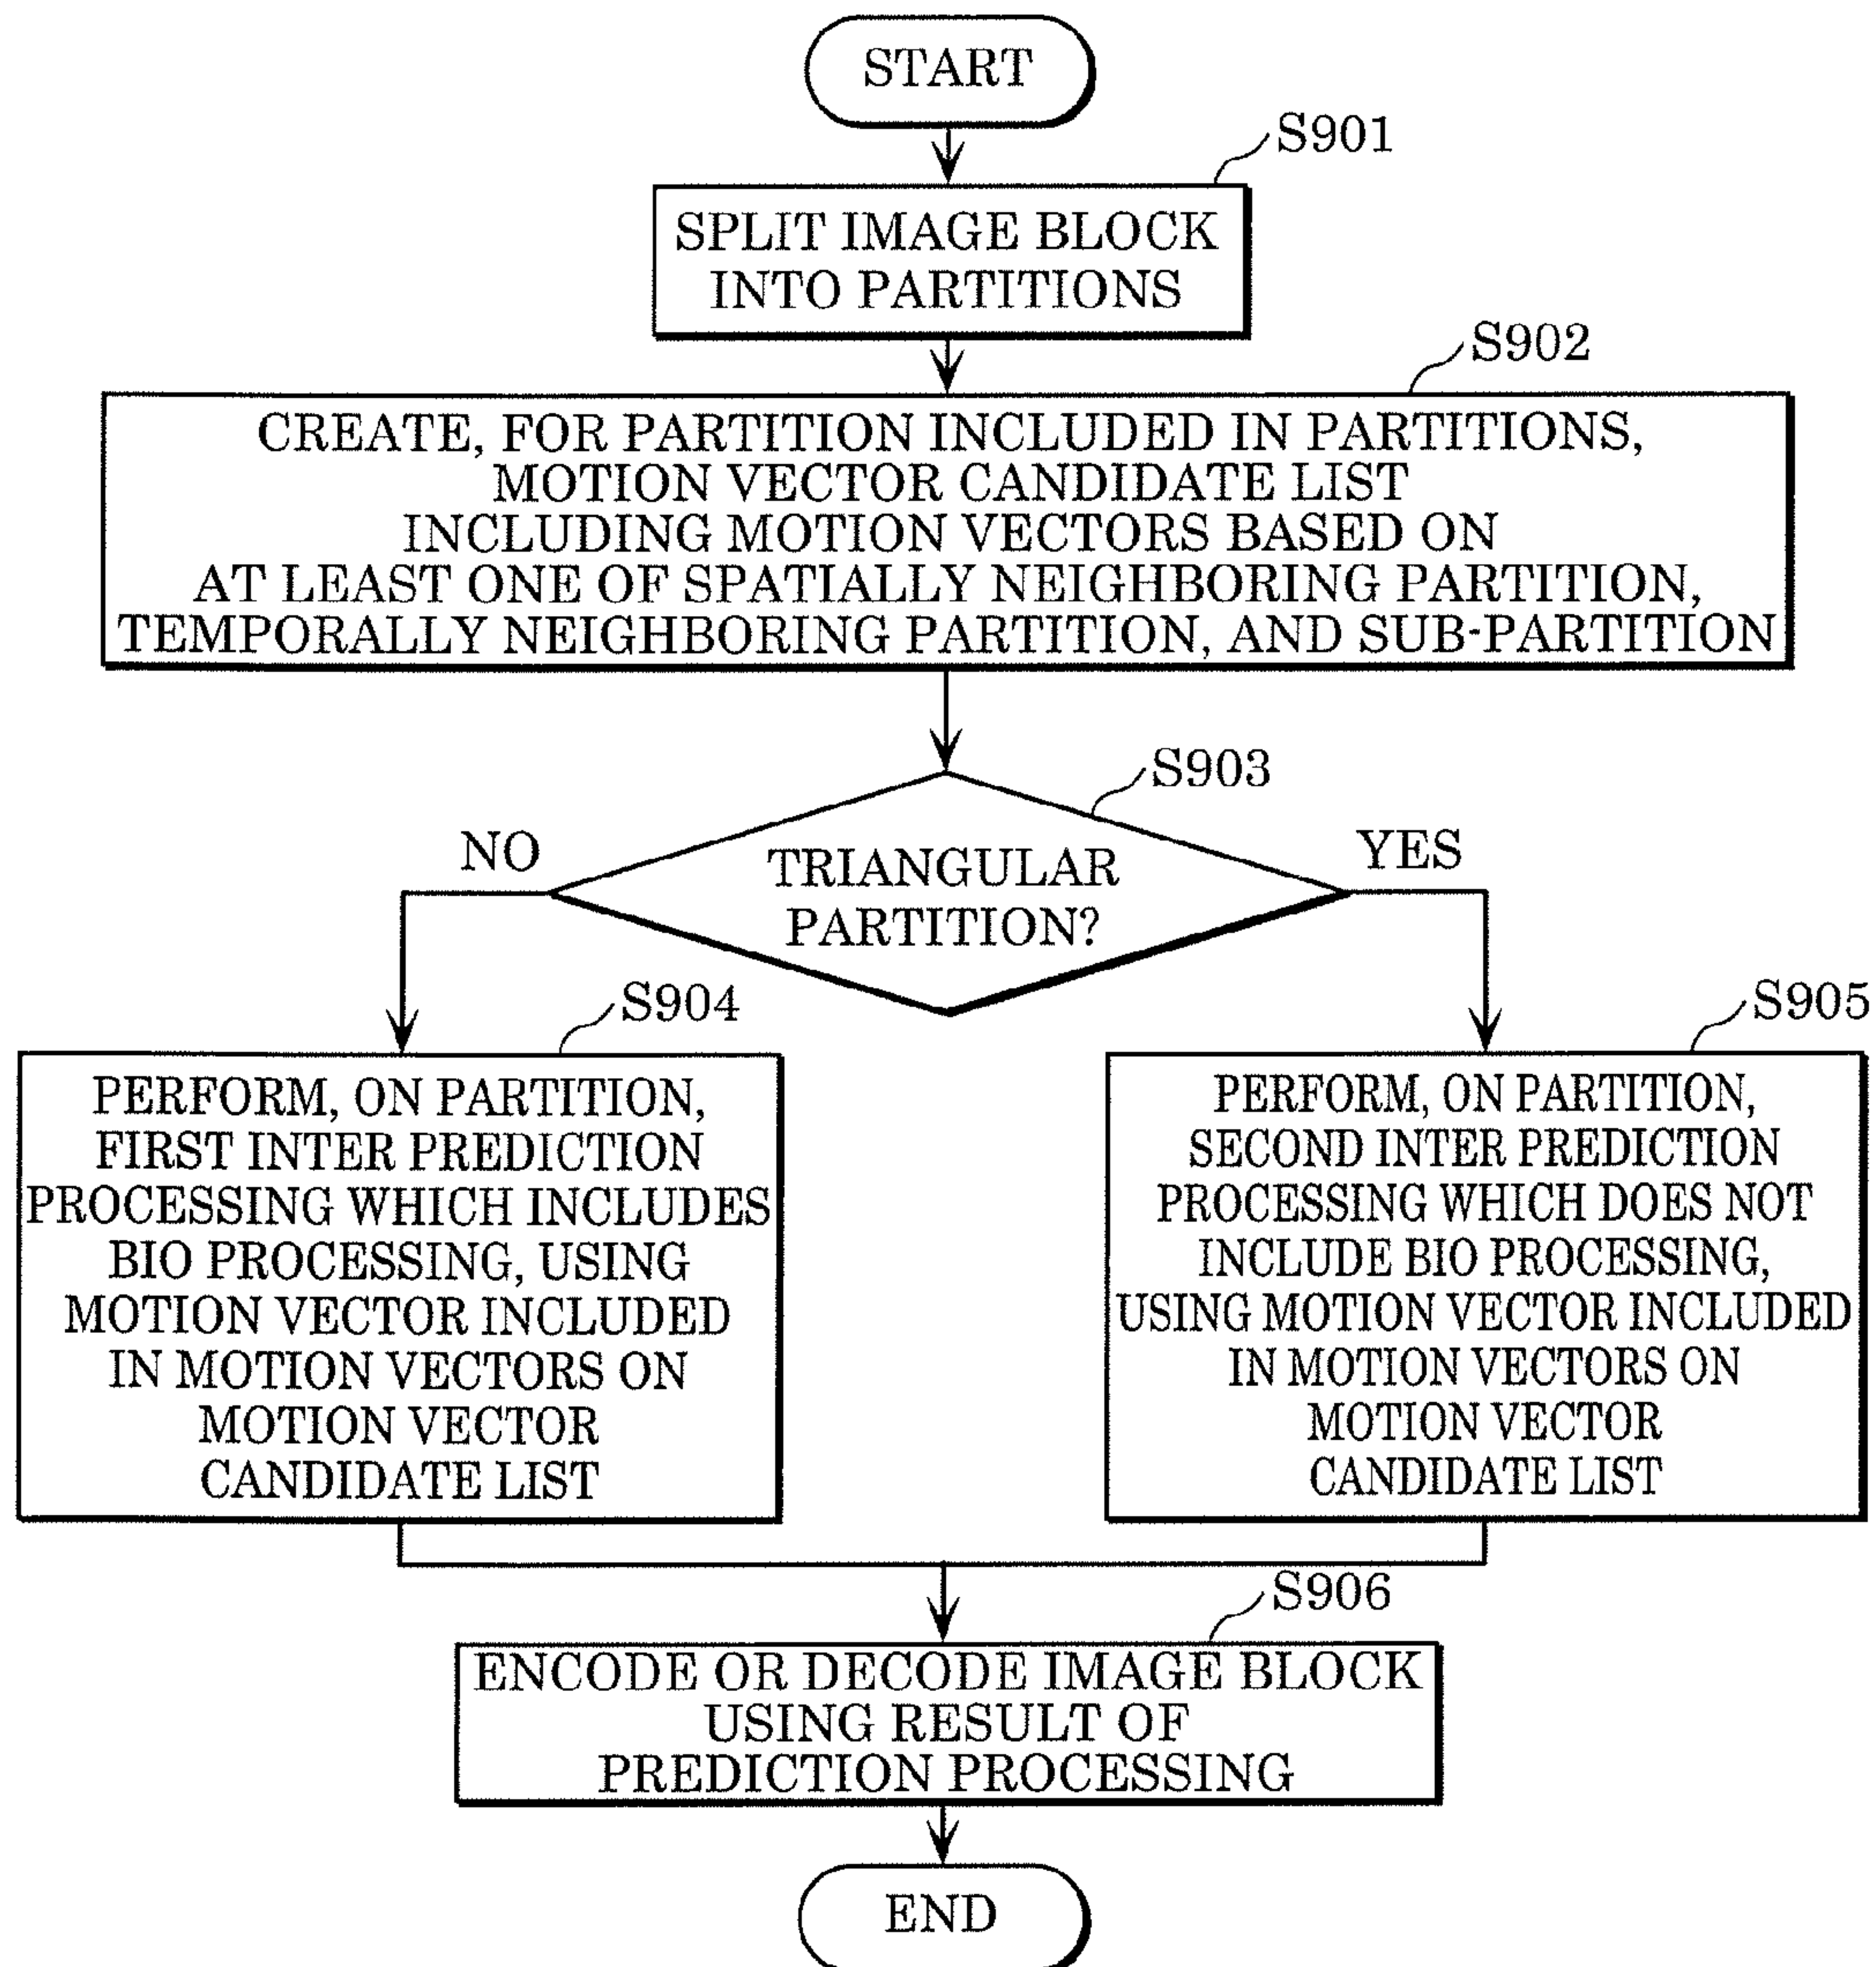 START
S901
SPLIT IMAGE BLOCK
INTO PARTITIONS
S902
CREATE, FOR PARTITION INCLUDED IN PARTITIONS,
MOTION VECTOR CANDIDATE LIST
INCLUDING MOTION VECTORS BASED ON
AT LEAST ONE OF SPATIALLY NEIGHBORING PARTITION,
TEMPORALLY NEIGHBORING PARTITION, AND SUB-PARTITION
S903
NO
YES
TRIANGULAR
PARTITION?
S904
PERFORM, ON PARTITION,
FIRST INTER PREDICTION
PROCESSING WHICH INCLUDES
BIO PROCESSING, USING
MOTION VECTOR INCLUDED
IN MOTION VECTORS ON
MOTION VECTOR
CANDIDATE LIST
S905
PERFORM, ON PARTITION,
SECOND INTER PREDICTION
PROCESSING WHICH DOES NOT
INCLUDE BIO PROCESSING,
USING MOTION VECTOR INCLUDED
IN MOTION VECTORS ON
MOTION VECTOR
CANDIDATE LIST
S906
ENCODE OR DECODE IMAGE BLOCK
USING RESULT OF
PREDICTION PROCESSING
END